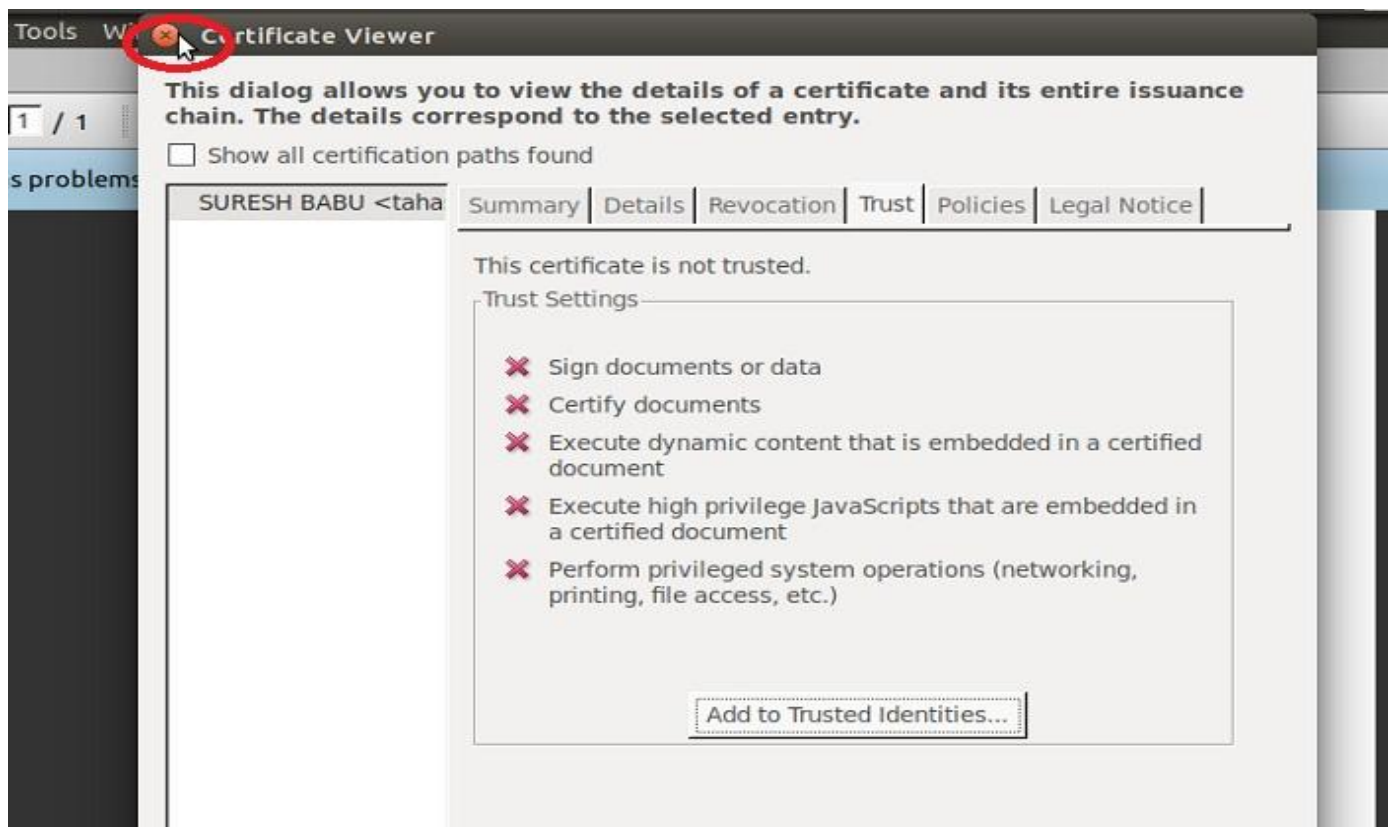 Tools Wi
Certificate Viewer
This dialog allows you to view the details of a certificate and its entire issuance
chain. The details correspond to the selected entry.
1 / 1
Show all certification paths found
s problems
SURESH BABU <taha
Summary Details Revocation Trust Policies Legal Notice
This certificate is not trusted.
Trust Settings
Sign documents or data
Certify documents
Execute dynamic content that is embedded in a certified
document
Execute high privilege JavaScripts that are embedded in
a certified document
Perform privileged system operations (networking,
printing, file access, etc.)
Add to Trusted Identities...